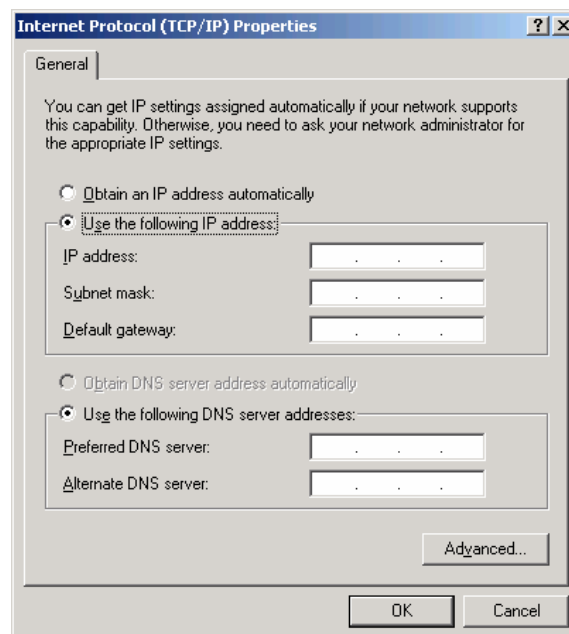 Internet Protocol (TCP/IP) Properties
General
You can get IP settings assigned automatically if your network supports
this capability. Otherwise, you need to ask your network administrator for
the appropriate IP settings.
Obtain an IP address automatically
Use the following IP address:
IP address:
Subnet mask:
Default gateway:
Obtain DNS server address automatically
Use the following DNS server addresses:
Preferred DNS server:
Alternate DNS server:
Advanced...
OK Cancel